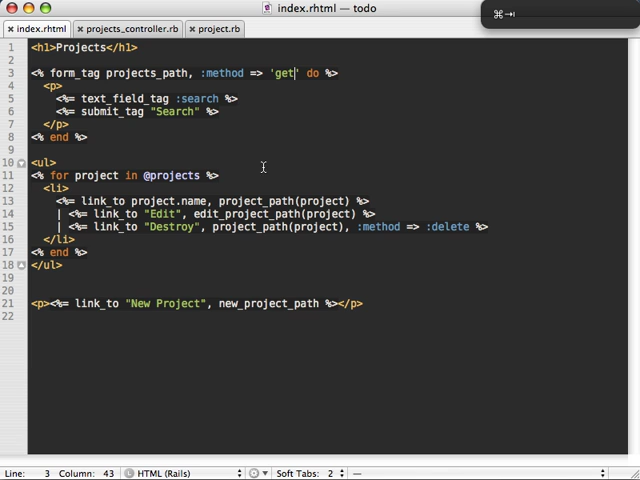 index.rhtml — todo
⌘⇥
index.rhtml
× projects_controller.rb
× project.rb
1 <h1>Projects</h1>
2
3 <% form_tag projects_path, :method => 'get' do %>
4 <p>
5 <%= text_field_tag :search %>
6 <%= submit_tag "Search" %>
7 </p>
8 <% end %>
9
10 <ul>
11 <% for project in @projects %>
12 <li>
13 <%= link_to project.name, project_path(project) %>
14 | <%= link_to "Edit", edit_project_path(project) %>
15 | <%= link_to "Destroy", project_path(project), :method => :delete %>
16 </li>
17 <% end %>
18 </ul>
19
20
21 <p><%= link_to "New Project", new_project_path %></p>
22
Line: 3 Column: 43 L HTML (Rails) Soft Tabs: 2 —